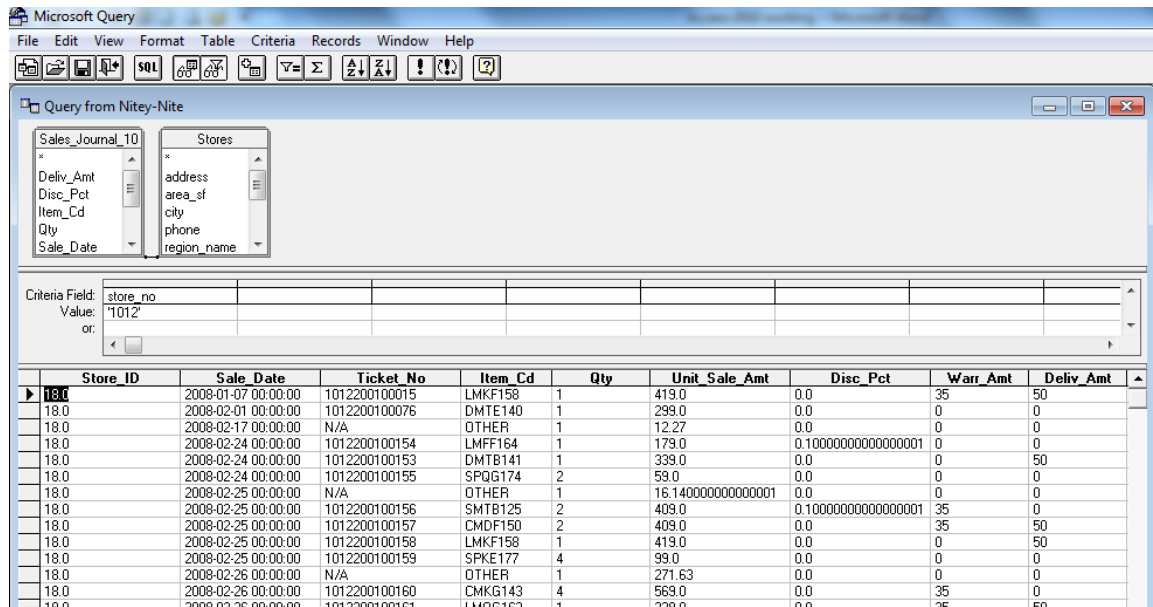 Microsoft Query
File Edit View Format Table Criteria Records Window Help
SQL
Query from Nitey-Nite
Sales_Journal_10 Stores
* *
Deliv_Amt address
Disc_Pct area_sf
Item_Cd city
Qty phone
Sale_Date region_name
Criteria Field: store_no
Value: '1012'
or:
Store_ID Sale_Date Ticket_No Item_Cd Qty Unit_Sale_Amt Disc_Pct Warr_Amt Deliv_Amt
18.0 2008-01-07 00:00:00 1012200100015 LMKF158 1 419.0 0.0 35 50
18.0 2008-02-01 00:00:00 1012200100076 DMTE140 1 299.0 0.0 0 0
18.0 2008-02-17 00:00:00 N/A OTHER 1 12.27 0.0 0 0
18.0 2008-02-24 00:00:00 1012200100154 LMFF164 1 179.0 0.10000000000000001 0 0
18.0 2008-02-24 00:00:00 1012200100153 DMTB141 1 339.0 0.0 0 50
18.0 2008-02-24 00:00:00 1012200100155 SPQG174 2 59.0 0.0 0 0
18.0 2008-02-25 00:00:00 N/A OTHER 1 16.140000000000001 0.0 0 0
18.0 2008-02-25 00:00:00 1012200100156 SMTB125 2 409.0 0.10000000000000001 35 0
18.0 2008-02-25 00:00:00 1012200100157 CMDF150 2 409.0 0.0 35 50
18.0 2008-02-25 00:00:00 1012200100158 LMKF158 1 419.0 0.0 0 50
18.0 2008-02-25 00:00:00 1012200100159 SPKE177 4 99.0 0.0 0 0
18.0 2008-02-26 00:00:00 N/A OTHER 1 271.63 0.0 0 0
18.0 2008-02-26 00:00:00 1012200100160 CMKG143 4 569.0 0.0 35 0